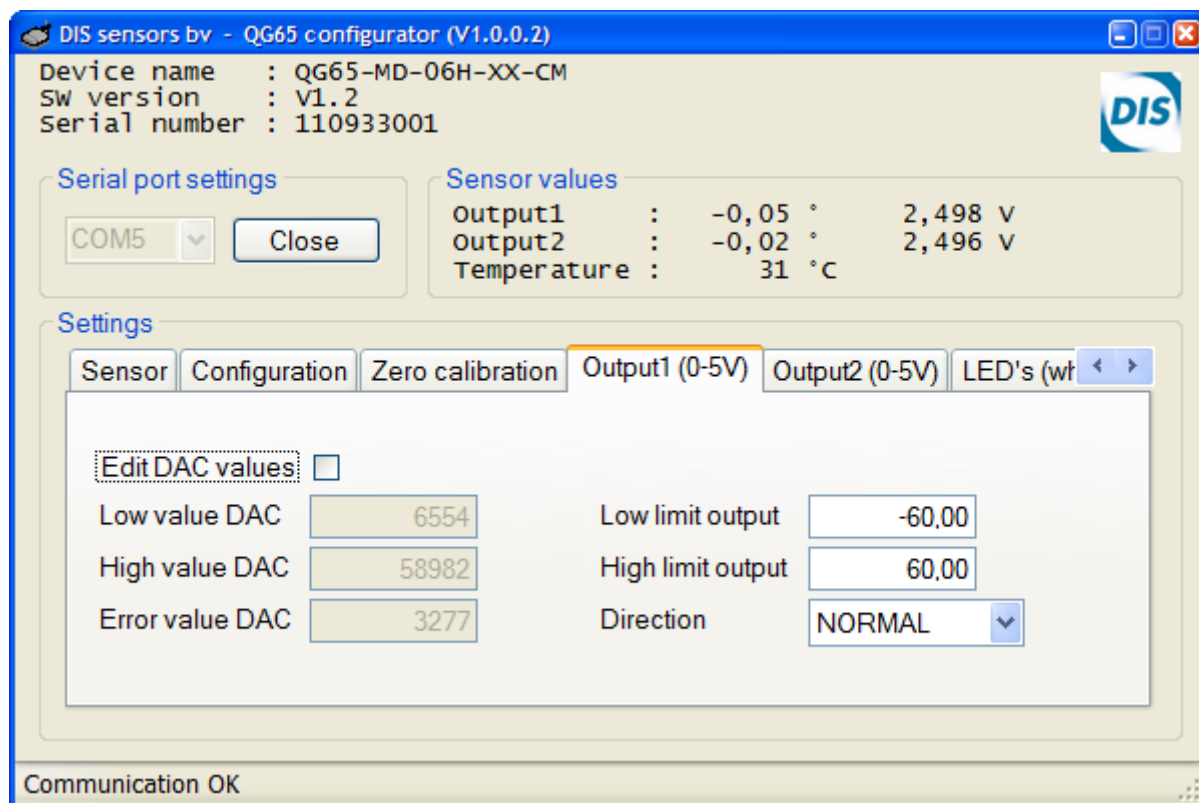 DIS sensors bv - QG65 configurator (V1.0.0.2)
Device name : QG65-MD-06H-XX-CM
SW version : V1.2
Serial number : 110933001
DIS
Serial port settings
COM5
Close
Sensor values
Output1 : -0,05 ° 2,498 V
Output2 : -0,02 ° 2,496 V
Temperature : 31 °C
Settings
Sensor Configuration Zero calibration Output1 (0-5V) Output2 (0-5V) LED's (wh
Edit DAC values
Low value DAC 6554 Low limit output -60,00
High value DAC 58982 High limit output 60,00
Error value DAC 3277 Direction NORMAL
Communication OK